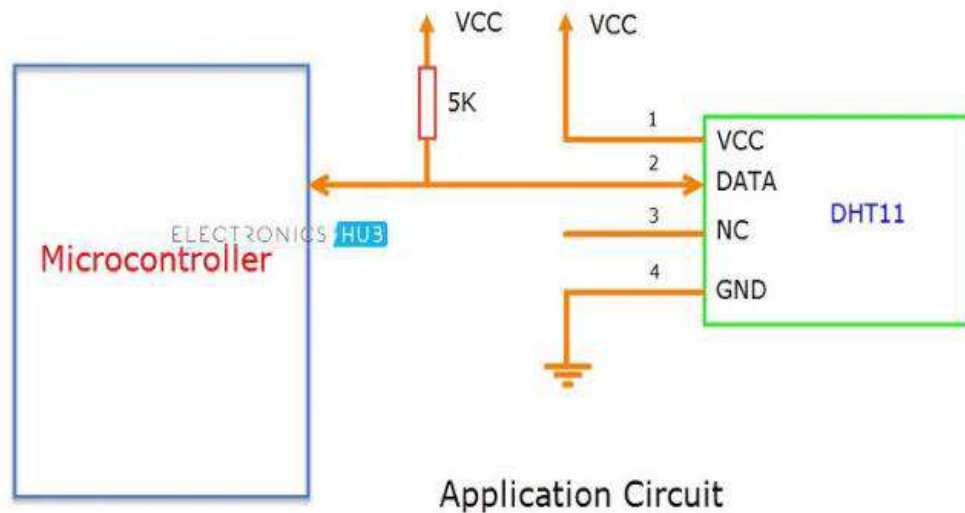 VCC
VCC
5K
1
VCC
2
DATA
DHT11
3
NC
ELECTRONICS HUB
Microcontroller
4
GND
Application Circuit